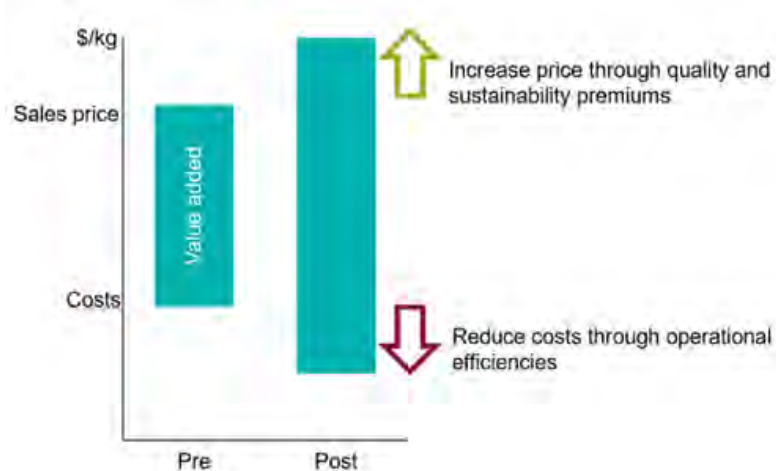 $/kg
Increase price through quality and
sustainability premiums
Sales price
Value added
Costs
Reduce costs through operational
efficiencies
Pre
Post